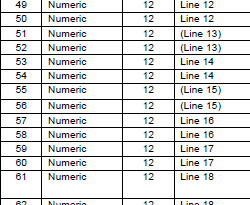 49 Numeric 12 Line 12
50 Numeric 12 Line 12
51 Numeric 12 (Line 13)
52 Numeric 12 (Line 13)
53 Numeric 12 Line 14
54 Numeric 12 Line 14
55 Numeric 12 (Line 15)
56 Numeric 12 (Line 15)
57 Numeric 12 Line 16
58 Numeric 12 Line 16
59 Numeric 12 Line 17
60 Numeric 12 Line 17
61 Numeric 12 Line 18
62 Numeric 12 Line 18